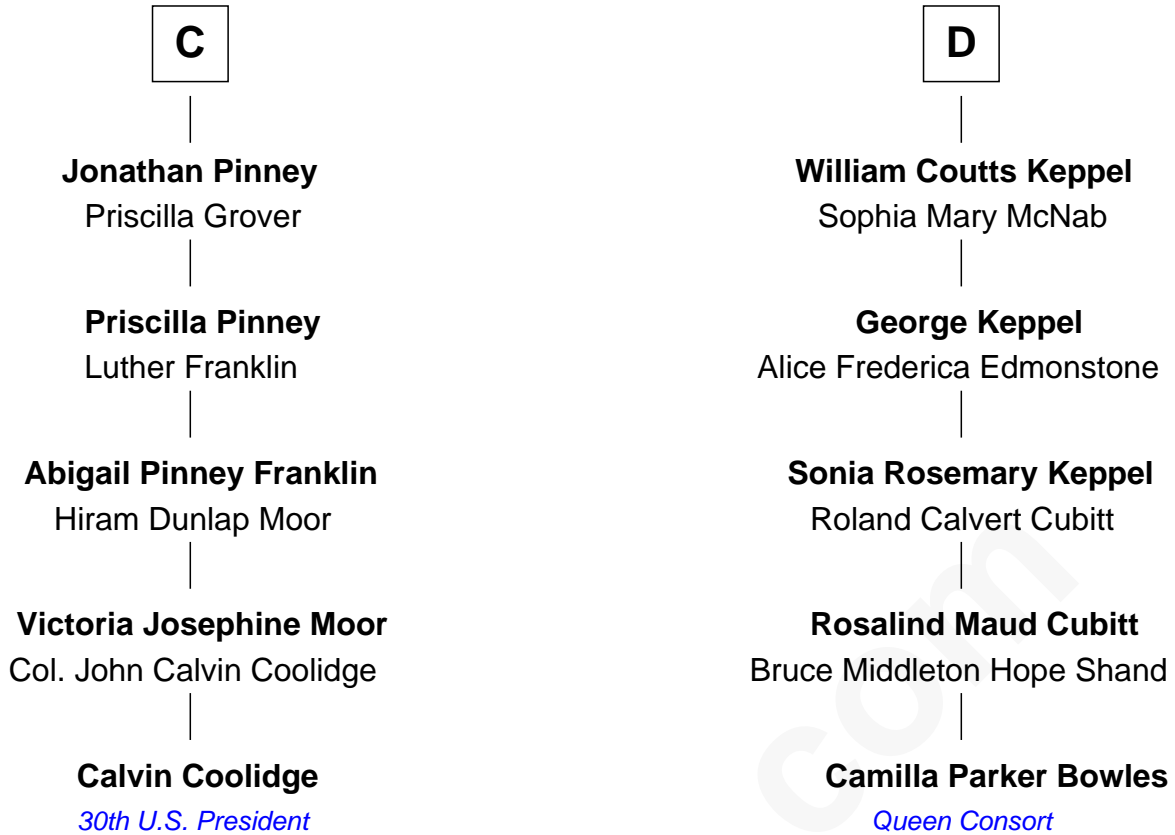 C
Jonathan Pinney
Priscilla Grover
Priscilla Pinney
Luther Franklin
Abigail Pinney Franklin
Hiram Dunlap Moor
Victoria Josephine Moor
Col. John Calvin Coolidge
Calvin Coolidge
30th U.S. President
D
William Coutts Keppel
Sophia Mary McNab
George Keppel
Alice Frederica Edmonstone
Sonia Rosemary Keppel
Roland Calvert Cubitt
Rosalind Maud Cubitt
Bruce Middleton Hope Shand
Camilla Parker Bowles
Queen Consort
com